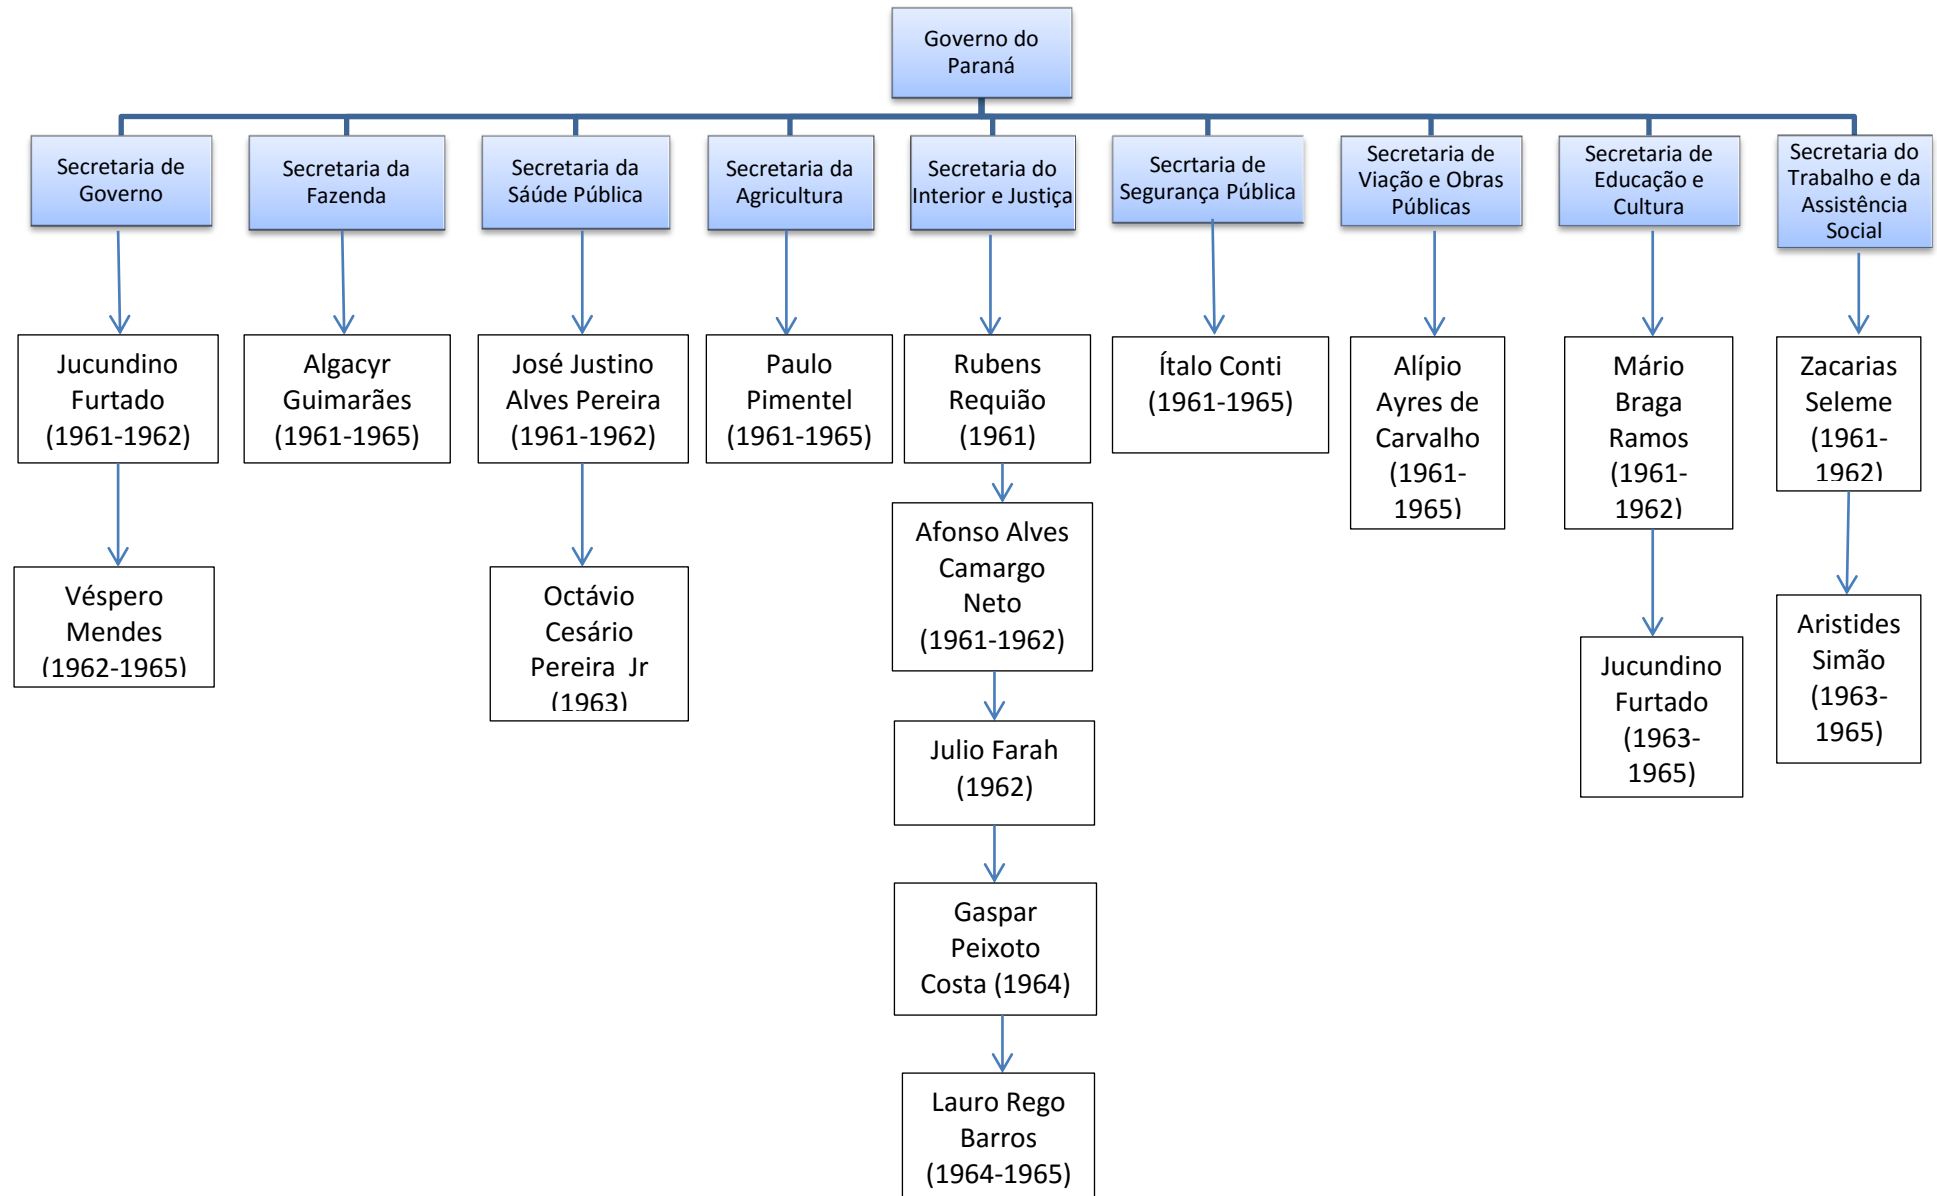 Governo do
Paraná
Secretaria de
Governo
Secretaria da
Fazenda
Secretaria da
Sáúde Pública
Secretaria da
Agricultura
Secretaria do
Interior e Justiça
Secrtaria de
Segurança Pública
Secretaria de
Viação e Obras
Públicas
Secretaria de
Educação e
Cultura
Secretaria do
Trabalho e da
Assistência
Social
Jucundino
Furtado
(1961-1962)
Algacyr
Guimarães
(1961-1965)
José Justino
Alves Pereira
(1961-1962)
Paulo
Pimentel
(1961-1965)
Rubens
Requião
(1961)
Ítalo Conti
(1961-1965)
Alípio
Ayres de
Carvalho
(1961-
1965)
Mário
Braga
Ramos
(1961-
1962)
Zacarias
Seleme
(1961-
1962)
Véspero
Mendes
(1962-1965)
Octávio
Cesário
Pereira Jr
(1963)
Afonso Alves
Camargo
Neto
(1961-1962)
Jucundino
Furtado
(1963-
1965)
Aristides
Simão
(1963-
1965)
Julio Farah
(1962)
Gaspar
Peixoto
Costa (1964)
Lauro Rego
Barros
(1964-1965)